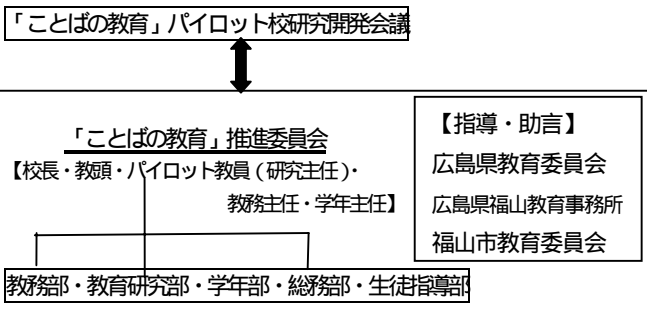 「ことばの教育」パイロット校研究開発会議
「ことばの教育」推進委員会
【校長・教頭・パイロット教員(研究主任)・
教務主任・学年主任】
【指導・助言】
広島県教育委員会
広島県福山教育事務所
福山市教育委員会
教務部・教育研究部・学年部・総務部・生徒指導部